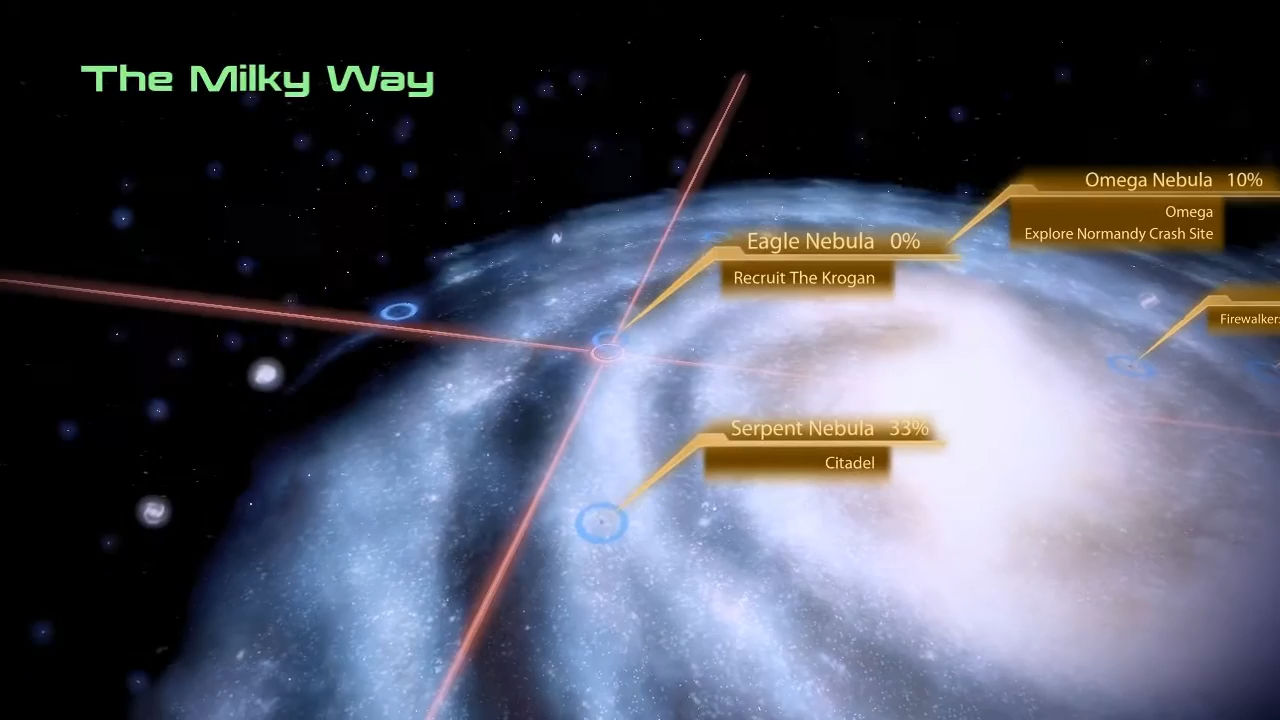 The Milky Way
Omega Nebula 10%
Omega
Explore Normandy Crash Site
Eagle Nebula 0%
Recruit The Krogan
Firewalker
Serpent Nebula 33%
Citadel